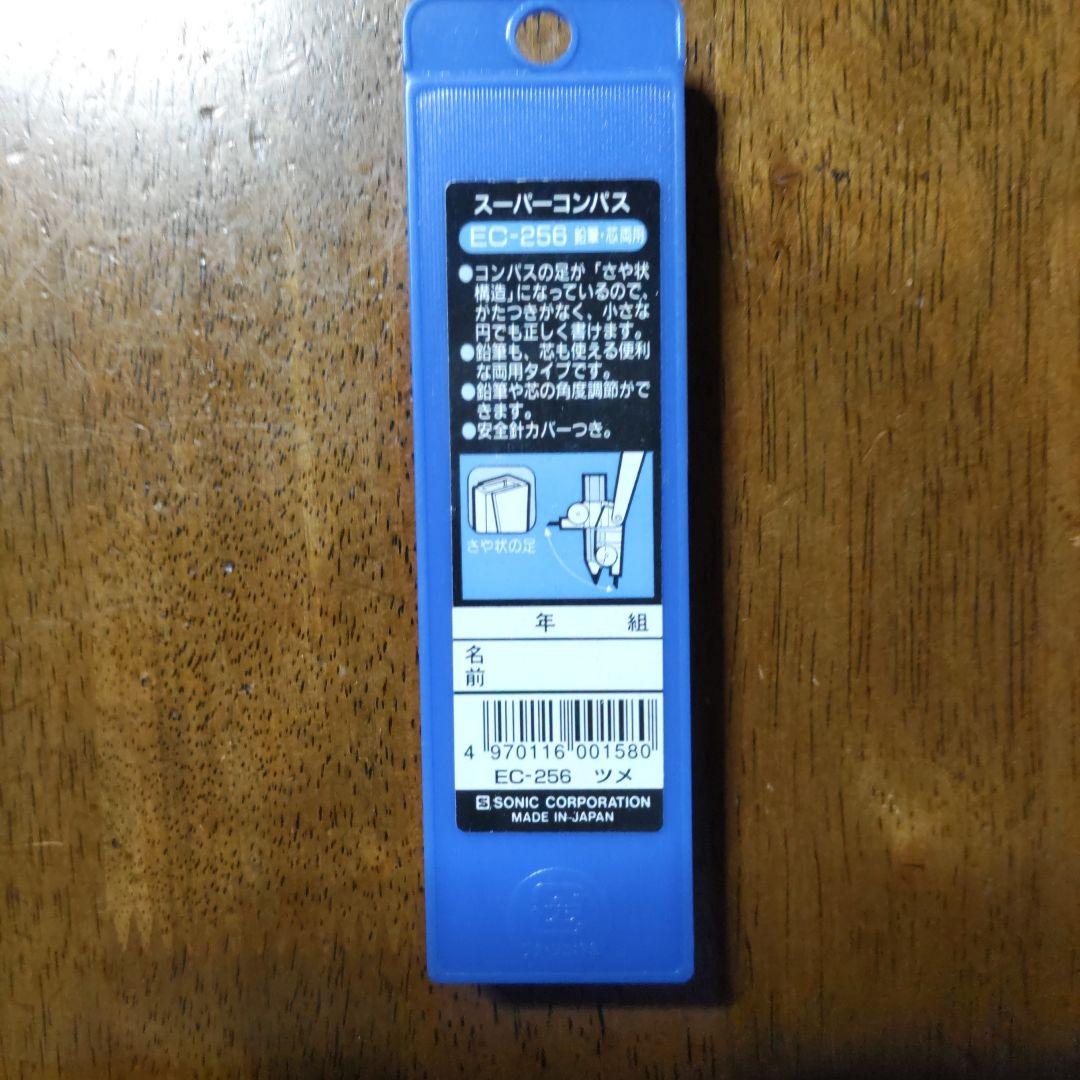 スーパーコンパス
EC-256 鉛筆・芯両用
●コンパスの足が「さや状
構造」になっているので、
がたつきがなく、小さな
円でも正しく書けます。
●鉛筆も、芯も使える便利
な両用タイプです。
●鉛筆や芯の角度調節がで
きます。
●安全針カバーつき。
さや状の足
年 組
名前
4 970116 001580
EC-256 ツメ
S SONIC CORPORATION
MADE IN JAPAN